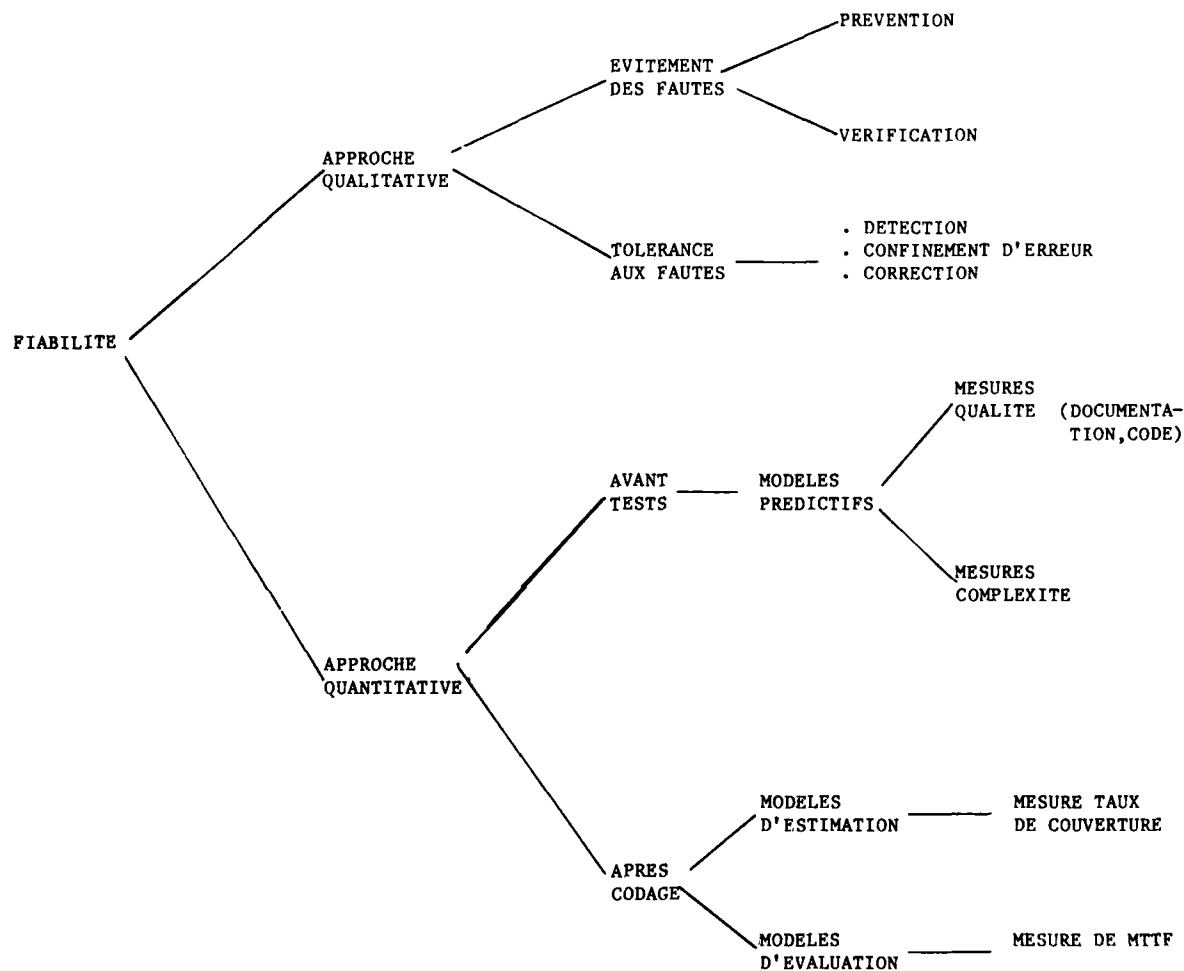 PREVENTION
EVITEMENT
DES FAUTES
VERIFICATION
APPROCHE
QUALITATIVE
TOLERANCE
AUX FAUTES
. DETECTION
. CONFINEMENT D'ERREUR
. CORRECTION
FIABILITE
MESURES
QUALITE (DOCUMENTA-
TION,CODE)
AVANT
TESTS
MODELES
PREDICTIFS
MESURES
COMPLEXITE
APPROCHE
QUANTITATIVE
MODELES
D'ESTIMATION
MESURE TAUX
DE COUVERTURE
APRES
CODAGE
MODELES
D'EVALUATION
MESURE DE MTTF